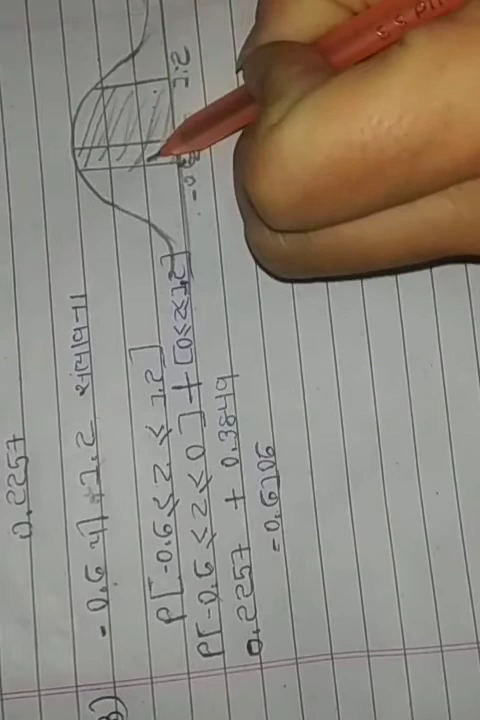 0.2257
3) -0.6 થી 1.2
P[-0.6 ≤ z ≤ 1.2]
P[-0.6 ≤ z ≤ 0] + [0 ≤ z ≤ 1.2]
0.2257 + 0.3849
=0.6106
-0.6
1.2